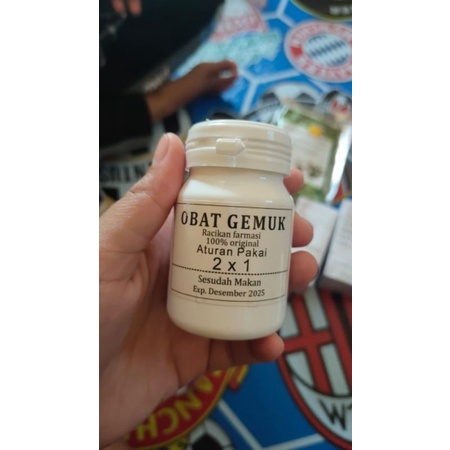 OBAT GEMUK
Racikan farmasi
100% original
Aturan Pakai
2 x 1
Sesudah Makan
Exp. Desember 2025